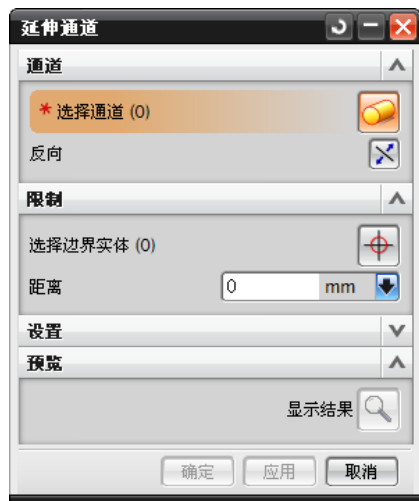 延伸通道
通道
* 选择通道 (0)
反向
限制
选择边界实体 (0)
距离 0 mm
设置
预览
显示结果
确定 应用 取消